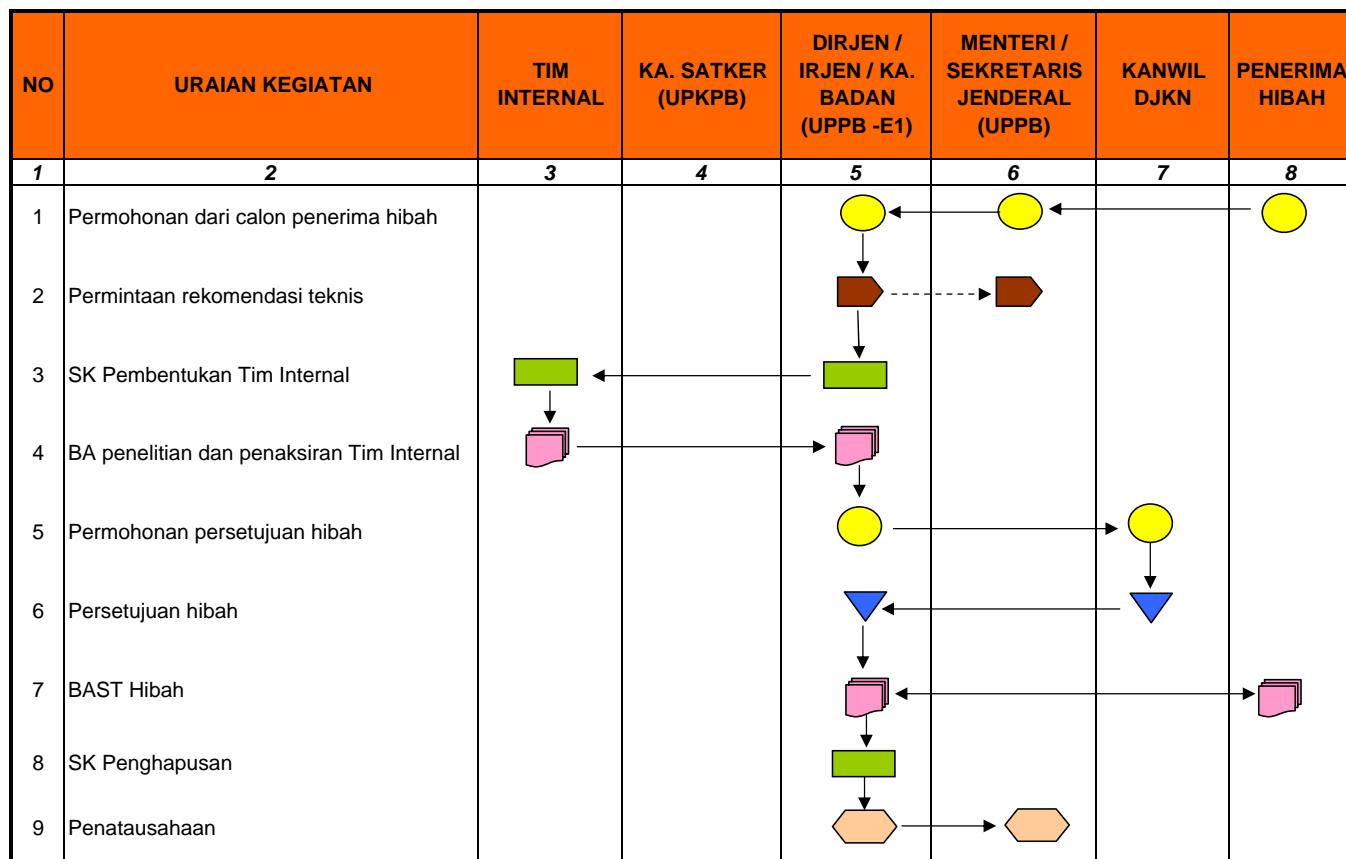 NO
URAIAN KEGIATAN
TIM
INTERNAL
KA. SATKER
(UPKPB)
DIRJEN /
IRJEN / KA.
BADAN
(UPPB -E1)
MENTERI /
SEKRETARIS
JENDERAL
(UPPB)
KANWIL
DJKN
PENERIMA
HIBAH
1 2 3 4 5 6 7 8
1 Permohonan dari calon penerima hibah
2 Permintaan rekomendasi teknis
3 SK Pembentukan Tim Internal
4 BA penelitian dan penaksiran Tim Internal
5 Permohonan persetujuan hibah
6 Persetujuan hibah
7 BAST Hibah
8 SK Penghapusan
9 Penatausahaan